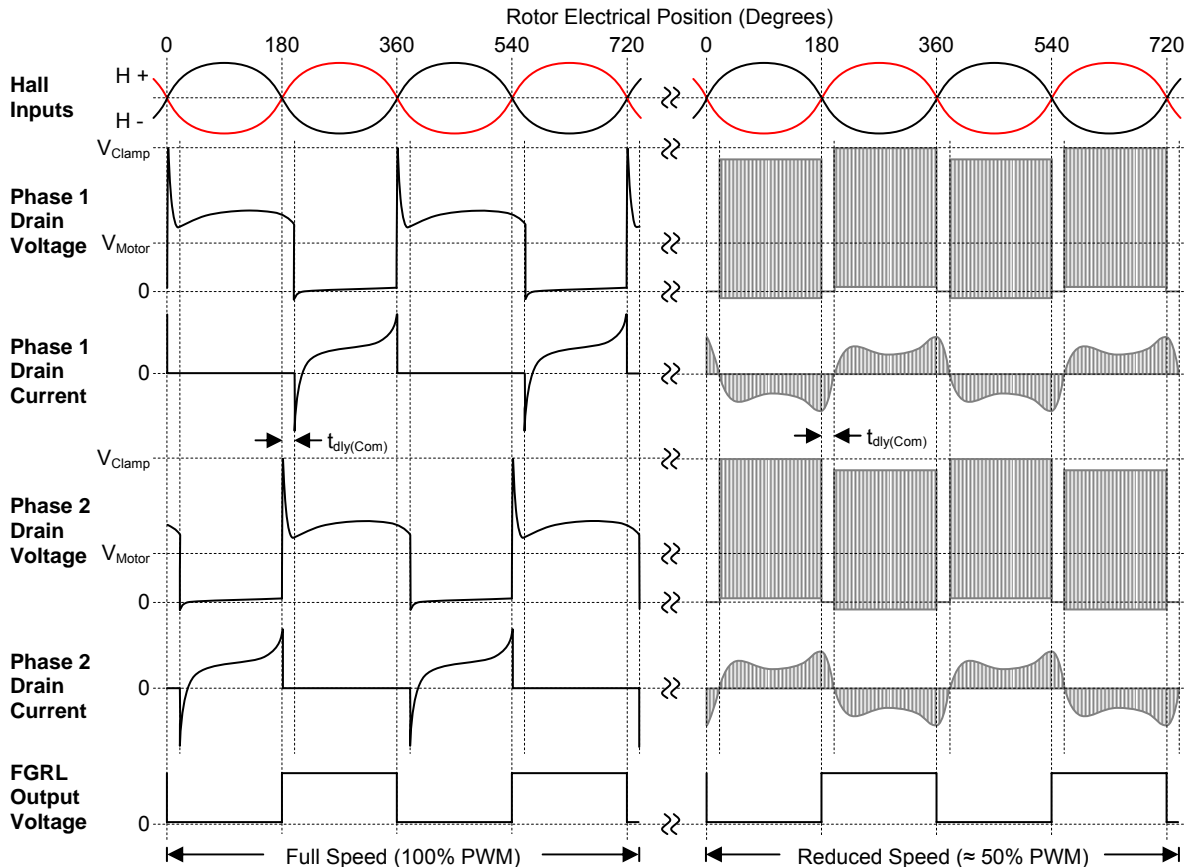 Rotor Electrical Position (Degrees)
0 180 360 540 720 0 180 360 540 720
Hall
Inputs
H +
H -
Phase 1
Drain
Voltage
VClamp
VMotor
0
Phase 1
Drain
Current
0
tdly(Com) tdly(Com)
Phase 2
Drain
Voltage
VClamp
VMotor
0
Phase 2
Drain
Current
0
FGRL
Output
Voltage
0
Full Speed (100% PWM) Reduced Speed (≈ 50% PWM)